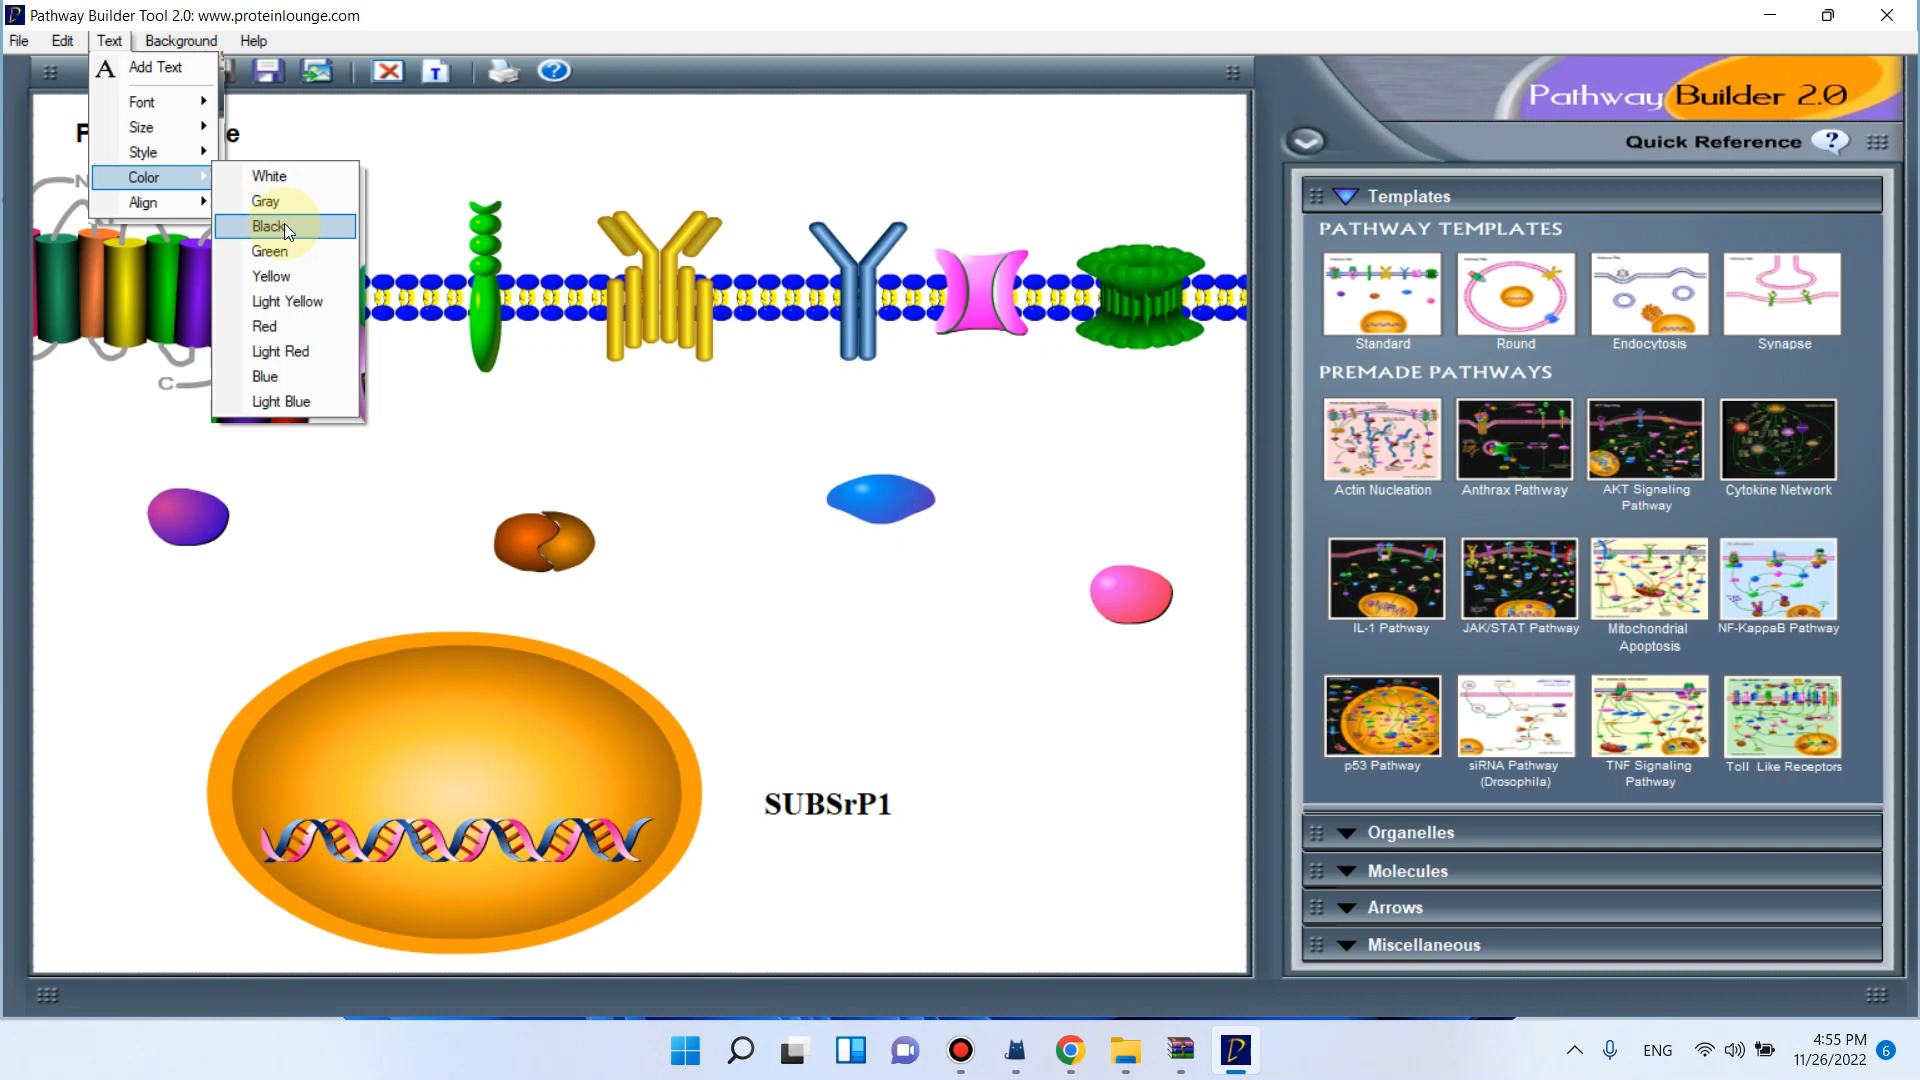 Pathway Builder Tool 2.0: www.proteinlounge.com
File Edit Text Background Help
A Add Text
Font
Size
Style
Color
Align
White
Gray
Black
Green
Yellow
Light Yellow
Red
Light Red
Blue
Light Blue
P e
N
C
SUBSrP1
Pathway Builder 2.0
Quick Reference ?
Templates
PATHWAY TEMPLATES
Standard Round Endocytosis Synapse
PREMADE PATHWAYS
Actin Nucleation Anthrax Pathway AKT Signaling Pathway Cytokine Network
IL-1 Pathway JAK/STAT Pathway Mitochondrial Apoptosis NF-KappaB Pathway
p53 Pathway siRNA Pathway (Drosophila) TNF Signaling Pathway Toll Like Receptors
Organelles
Molecules
Arrows
Miscellaneous
ENG
4:55 PM
11/26/2022 6